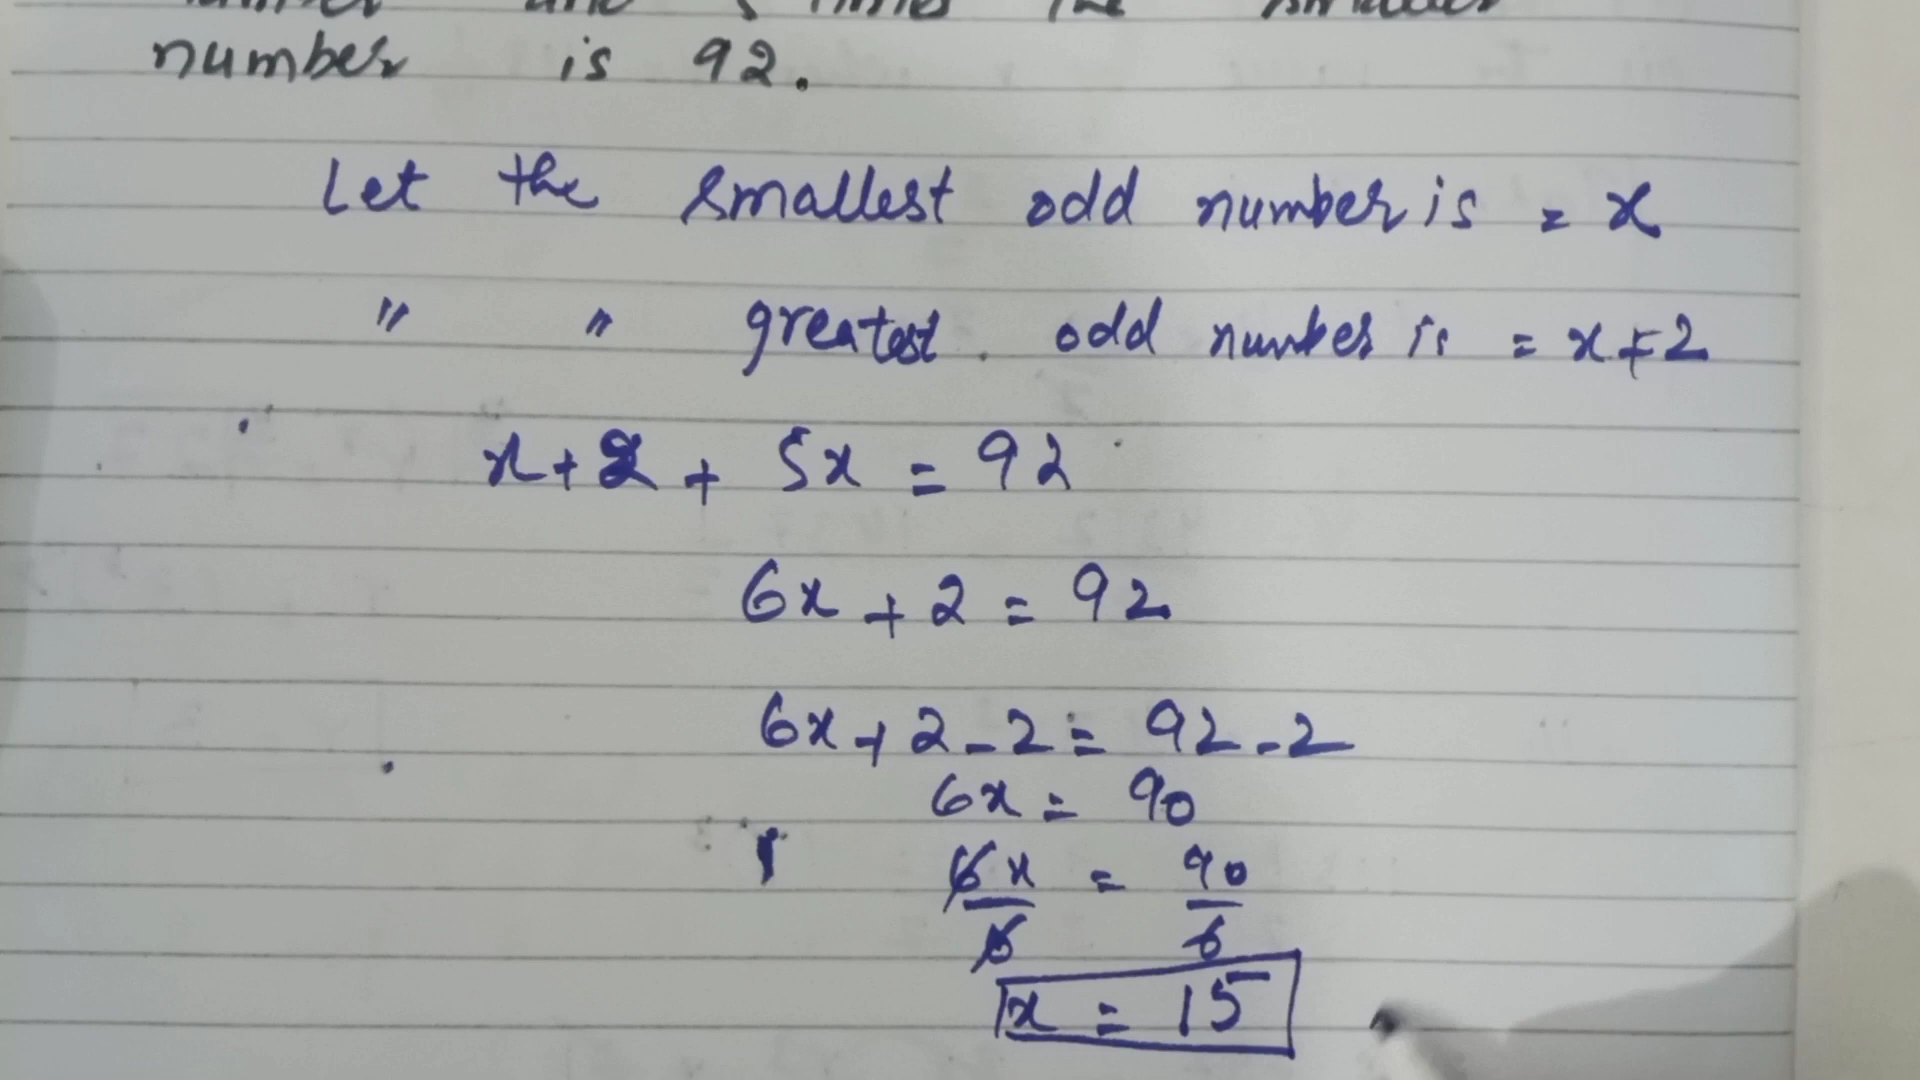 number is 92.
Let the smallest odd number is = x
" " greatest odd number is = x+2
x+2 + 5x = 92
6x + 2 = 92
6x + 2 - 2 = 92 - 2
6x = 90
6x/6 = 90/6
x = 15